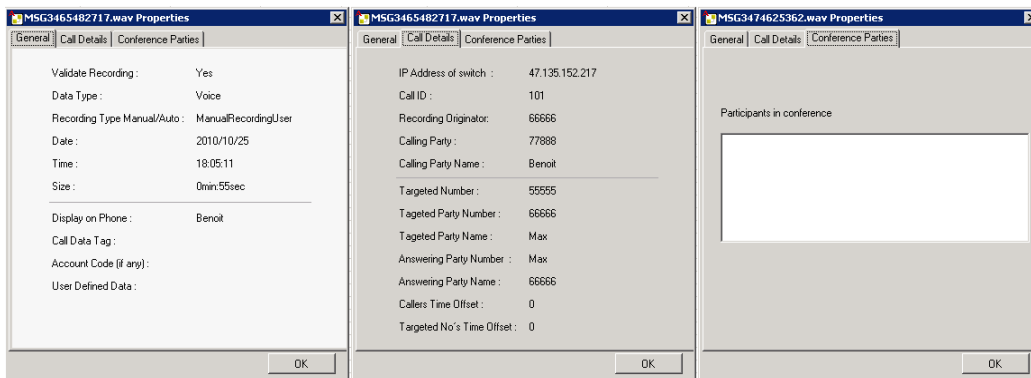 MSG3465482717.wav Properties
General Call Details Conference Parties
Validate Recording : Yes
Data Type : Voice
Recording Type Manual/Auto : ManualRecordingUser
Date : 2010/10/25
Time : 18:05:11
Size : 0min:55sec
Display on Phone : Benoit
Call Data Tag :
Account Code (if any) :
User Defined Data :
OK
MSG3465482717.wav Properties
General Call Details Conference Parties
IP Address of switch : 47.135.152.217
Call ID : 101
Recording Originator: 66666
Calling Party : 77888
Calling Party Name : Benoit
Targeted Number : 55555
Tageted Party Number : 66666
Tageted Party Name : Max
Answering Party Number : Max
Answering Party Name : 66666
Callers Time Offset : 0
Targeted No's Time Offset : 0
OK
MSG3474625362.wav Properties
General Call Details Conference Parties
Participants in conference
OK